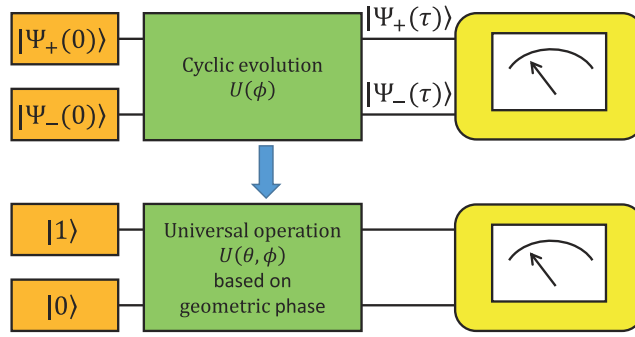 |Ψ₊(0)⟩
Cyclic evolution
U(ϕ)
|Ψ₊(τ)⟩
|Ψ₋(0)⟩
|Ψ₋(τ)⟩
|1⟩
Universal operation
U(θ, ϕ)
based on
geometric phase
|0⟩